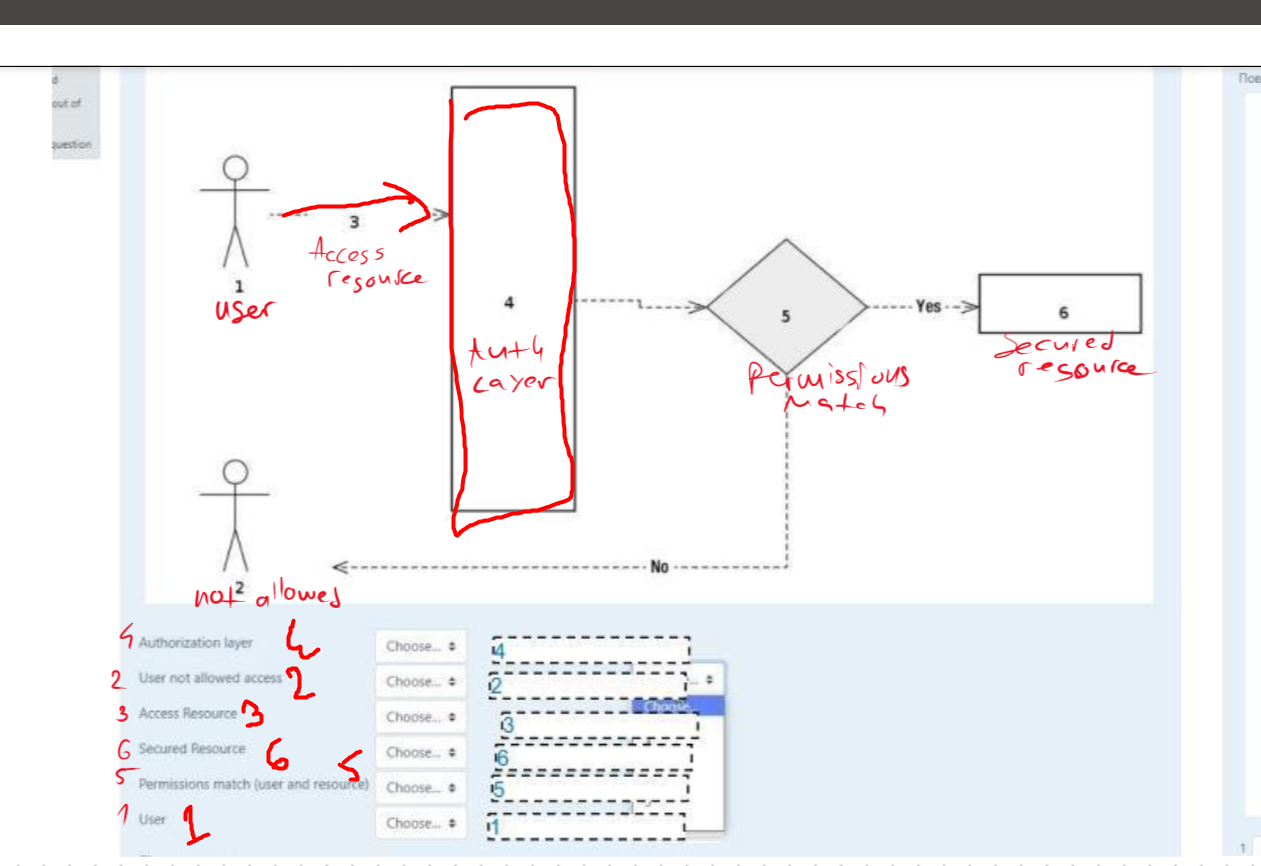 d
out of
question
Пов
3
Access
resource
1
user
4
Auth
Layer
5
Permissions
Match
Yes
6
Secured
resource
No
2
not allowed
4 Authorization layer 4 Choose... 4
2 User not allowed access 2 Choose... 2
Choose...
3 Access Resource 3 Choose... 3
6 Secured Resource 6 Choose... 6
5 Permissions match (user and resource) 5 Choose... 5
1 User 1 Choose... 1
1